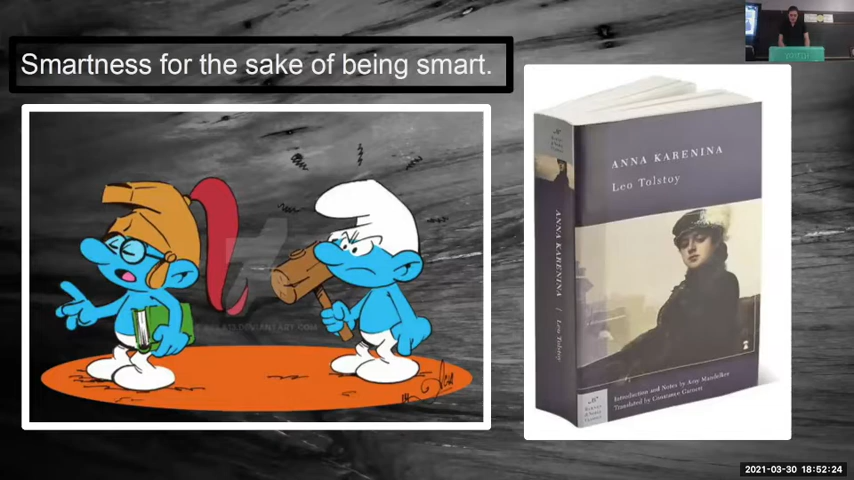 Smartness for the sake of being smart.
ANNA KARENINA
Leo Tolstoy
ANNA KARENINA
Leo Tolstoy
Introduction and Notes by Amy Mandelker
Translated by Constance Garnett
2021-03-30 18:52:24